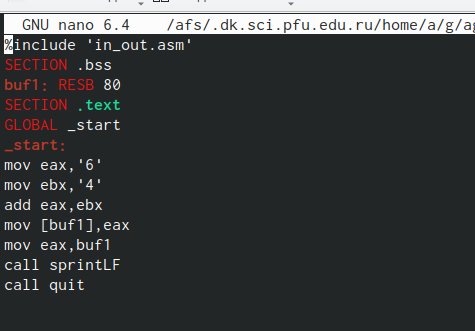 GNU nano 6.4 /afs/.dk.sci.pfu.edu.ru/home/a/g/ag
%include 'in_out.asm'
SECTION .bss
buf1: RESB 80
SECTION .text
GLOBAL _start
_start:
mov eax,'6'
mov ebx,'4'
add eax,ebx
mov [buf1],eax
mov eax,buf1
call sprintLF
call quit